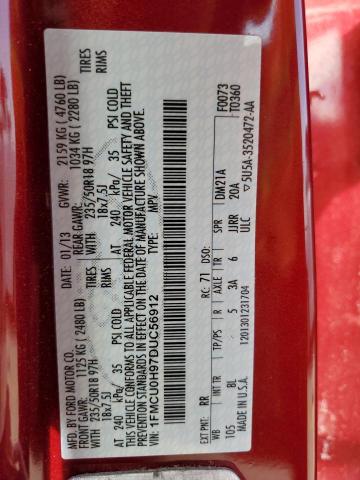 MFD. BY FORD MOTOR CO.
01/13 GVWR: 2159 KG ( 4760 LB)
FRONT GAWR: 1125 KG ( 2480 LB) REAR GAWR: 1034 KG ( 2280 LB)
WITH 235/50R18 97H TIRES WITH 235/50R18 97H TIRES
18x7.5J RIMS 18x7.5J RIMS
AT 240 kPa/ 35 PSI COLD AT 240 kPa/ 35 PSI COLD
THIS VEHICLE CONFORMS TO ALL APPLICABLE FEDERAL MOTOR VEHICLE SAFETY AND THEFT
PREVENTION STANDARDS IN EFFECT ON THE DATE OF MANUFACTURE SHOWN ABOVE.
VIN: 1FMCU0H97DUC56912
TYPE: MPV
F0073
T0360
EXT PNT: RR RC: 71 DSO:
WB INT TR TP/PS R AXLE TR SPR DM21A
105 BL 5 3A 6 JJRR 20A
MADE IN U.S.A. 1201301231704 ULC 5U5A-3520472-AA